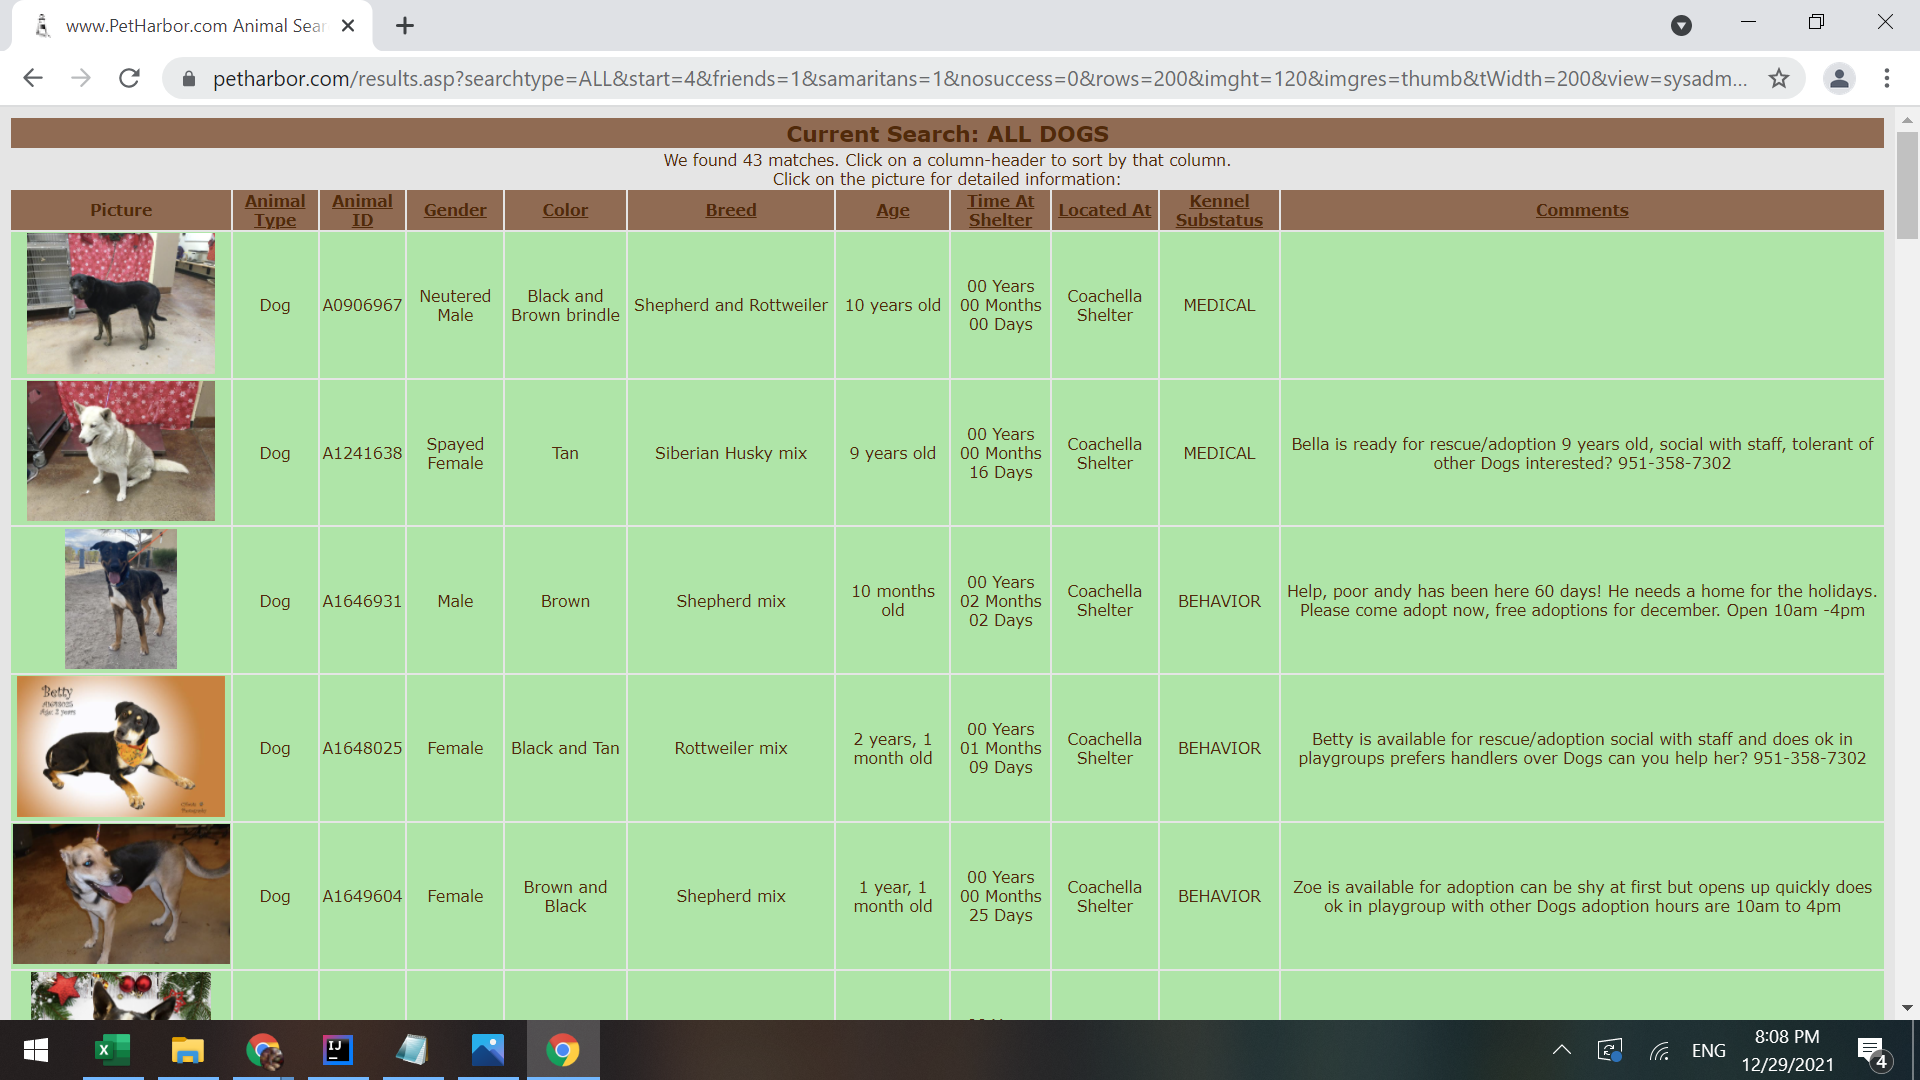 www.PetHarbor.com Animal Sear
petharbor.com/results.asp?searchtype=ALL&start=4&friends=1&samaritans=1&nosuccess=0&rows=200&imght=120&imgres=thumb&tWidth=200&view=sysadm...
Current Search: ALL DOGS
We found 43 matches. Click on a column-header to sort by that column.
Click on the picture for detailed information:
Picture
Animal
Type
Animal
ID
Gender
Color
Breed
Age
Time At
Shelter
Located At
Kennel
Substatus
Comments
Dog
A0906967
Neutered
Male
Black and
Brown brindle
Shepherd and Rottweiler
10 years old
00 Years
00 Months
00 Days
Coachella
Shelter
MEDICAL
Dog
A1241638
Spayed
Female
Tan
Siberian Husky mix
9 years old
00 Years
00 Months
16 Days
Coachella
Shelter
MEDICAL
Bella is ready for rescue/adoption 9 years old, social with staff, tolerant of
other Dogs interested? 951-358-7302
Dog
A1646931
Male
Brown
Shepherd mix
10 months
old
00 Years
02 Months
02 Days
Coachella
Shelter
BEHAVIOR
Help, poor andy has been here 60 days! He needs a home for the holidays.
Please come adopt now, free adoptions for december. Open 10am -4pm
Betty
Age: 2 years
Dog
A1648025
Female
Black and Tan
Rottweiler mix
2 years, 1
month old
00 Years
01 Months
09 Days
Coachella
Shelter
BEHAVIOR
Betty is available for rescue/adoption social with staff and does ok in
playgroups prefers handlers over Dogs can you help her? 951-358-7302
Dog
A1649604
Female
Brown and
Black
Shepherd mix
1 year, 1
month old
00 Years
00 Months
25 Days
Coachella
Shelter
BEHAVIOR
Zoe is available for adoption can be shy at first but opens up quickly does
ok in playgroup with other Dogs adoption hours are 10am to 4pm
IJ
ENG
8:08 PM
12/29/2021
4